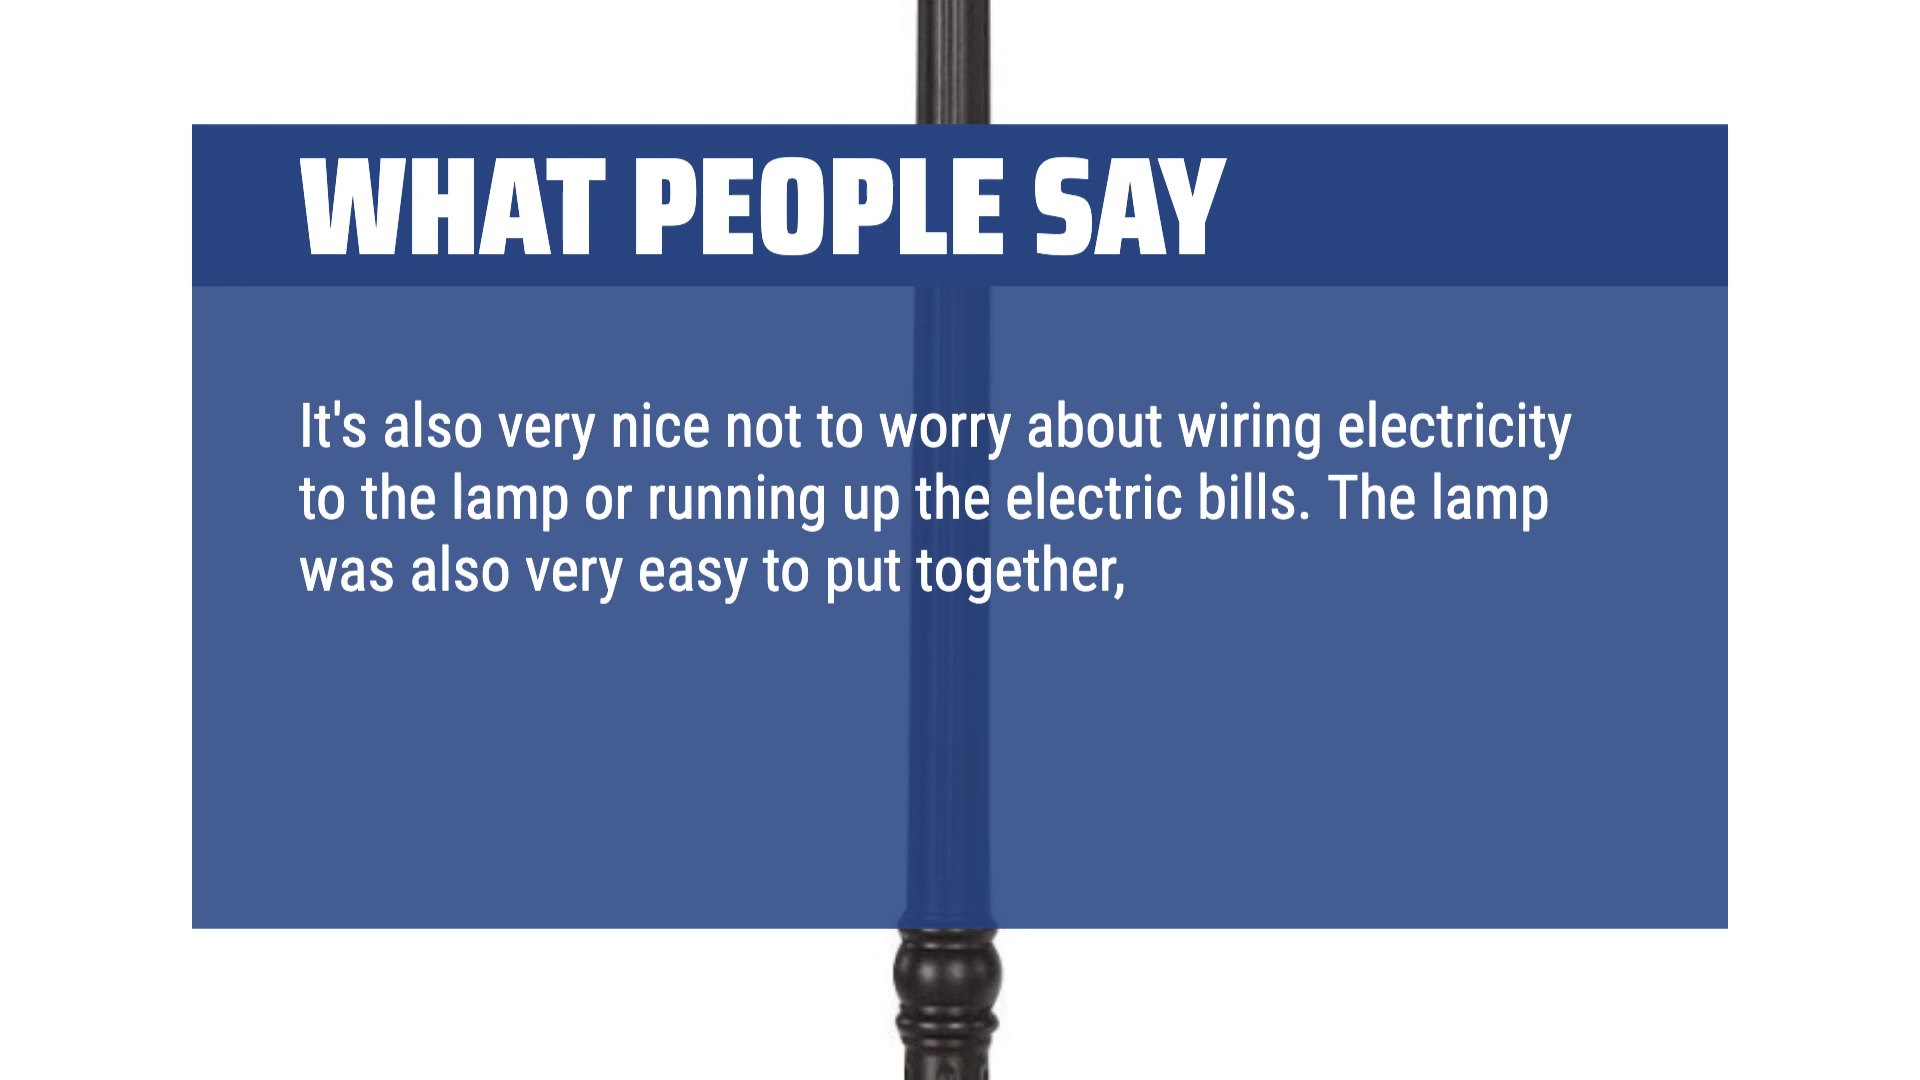 WHAT PEOPLE SAY
It's also very nice not to worry about wiring electricity
to the lamp or running up the electric bills. The lamp
was also very easy to put together,